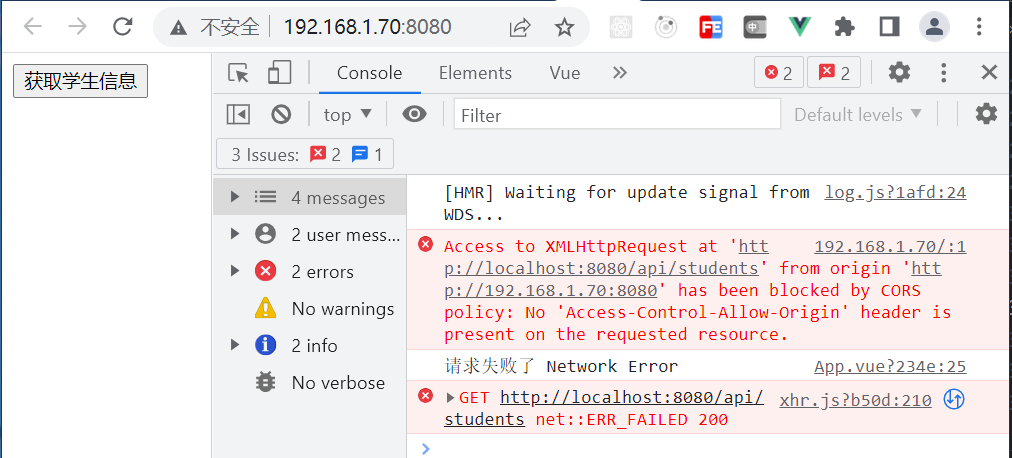 不安全 192.168.1.70:8080
FE
中
获取学生信息
Console Elements Vue 2 2
top Filter Default levels
3 Issues: 2 1
4 messages
2 user mess...
2 errors
No warnings
2 info
No verbose
[HMR] Waiting for update signal from log.js?1afd:24
WDS...
Access to XMLHttpRequest at 'htt 192.168.1.70/:1
p://localhost:8080/api/students' from origin 'htt
p://192.168.1.70:8080' has been blocked by CORS
policy: No 'Access-Control-Allow-Origin' header is
present on the requested resource.
请求失败了 Network Error App.vue?234e:25
GET http://localhost:8080/api/ xhr.js?b50d:210
students net::ERR_FAILED 200